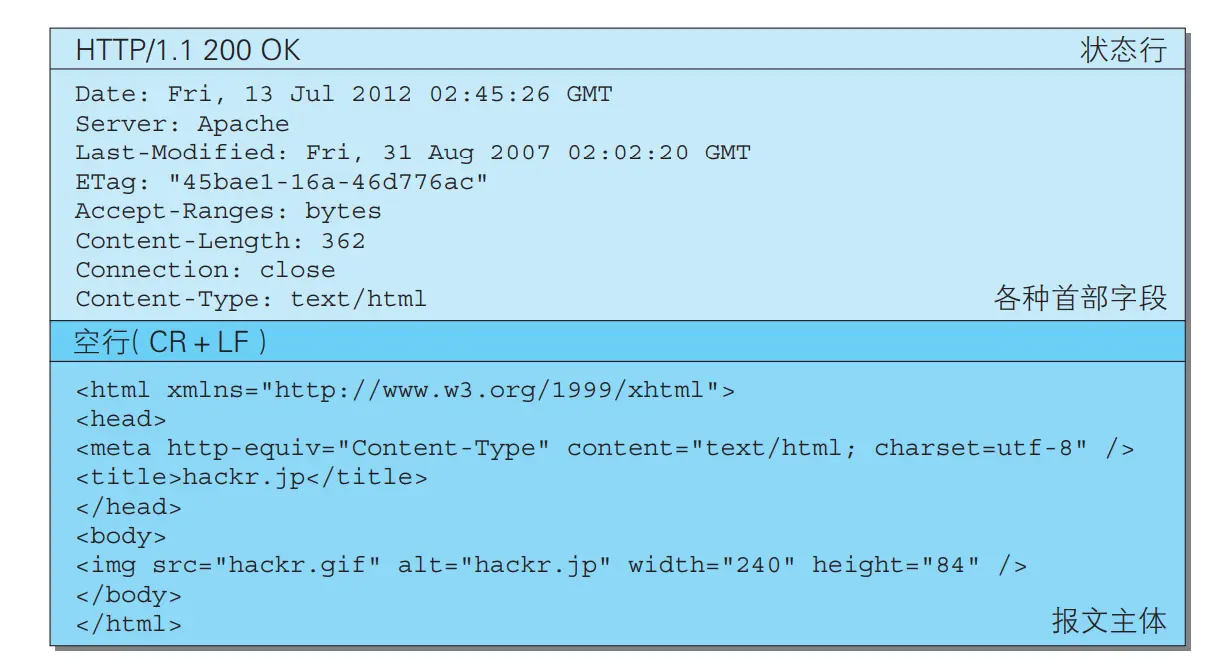 HTTP/1.1 200 OK 状态行
Date: Fri, 13 Jul 2012 02:45:26 GMT
Server: Apache
Last-Modified: Fri, 31 Aug 2007 02:02:20 GMT
ETag: "45bae1-16a-46d776ac"
Accept-Ranges: bytes
Content-Length: 362
Connection: close
Content-Type: text/html 各种首部字段
空行( CR + LF )
<html xmlns="http://www.w3.org/1999/xhtml">
<head>
<meta http-equiv="Content-Type" content="text/html; charset=utf-8" />
<title>hackr.jp</title>
</head>
<body>
<img src="hackr.gif" alt="hackr.jp" width="240" height="84" />
</body>
</html> 报文主体